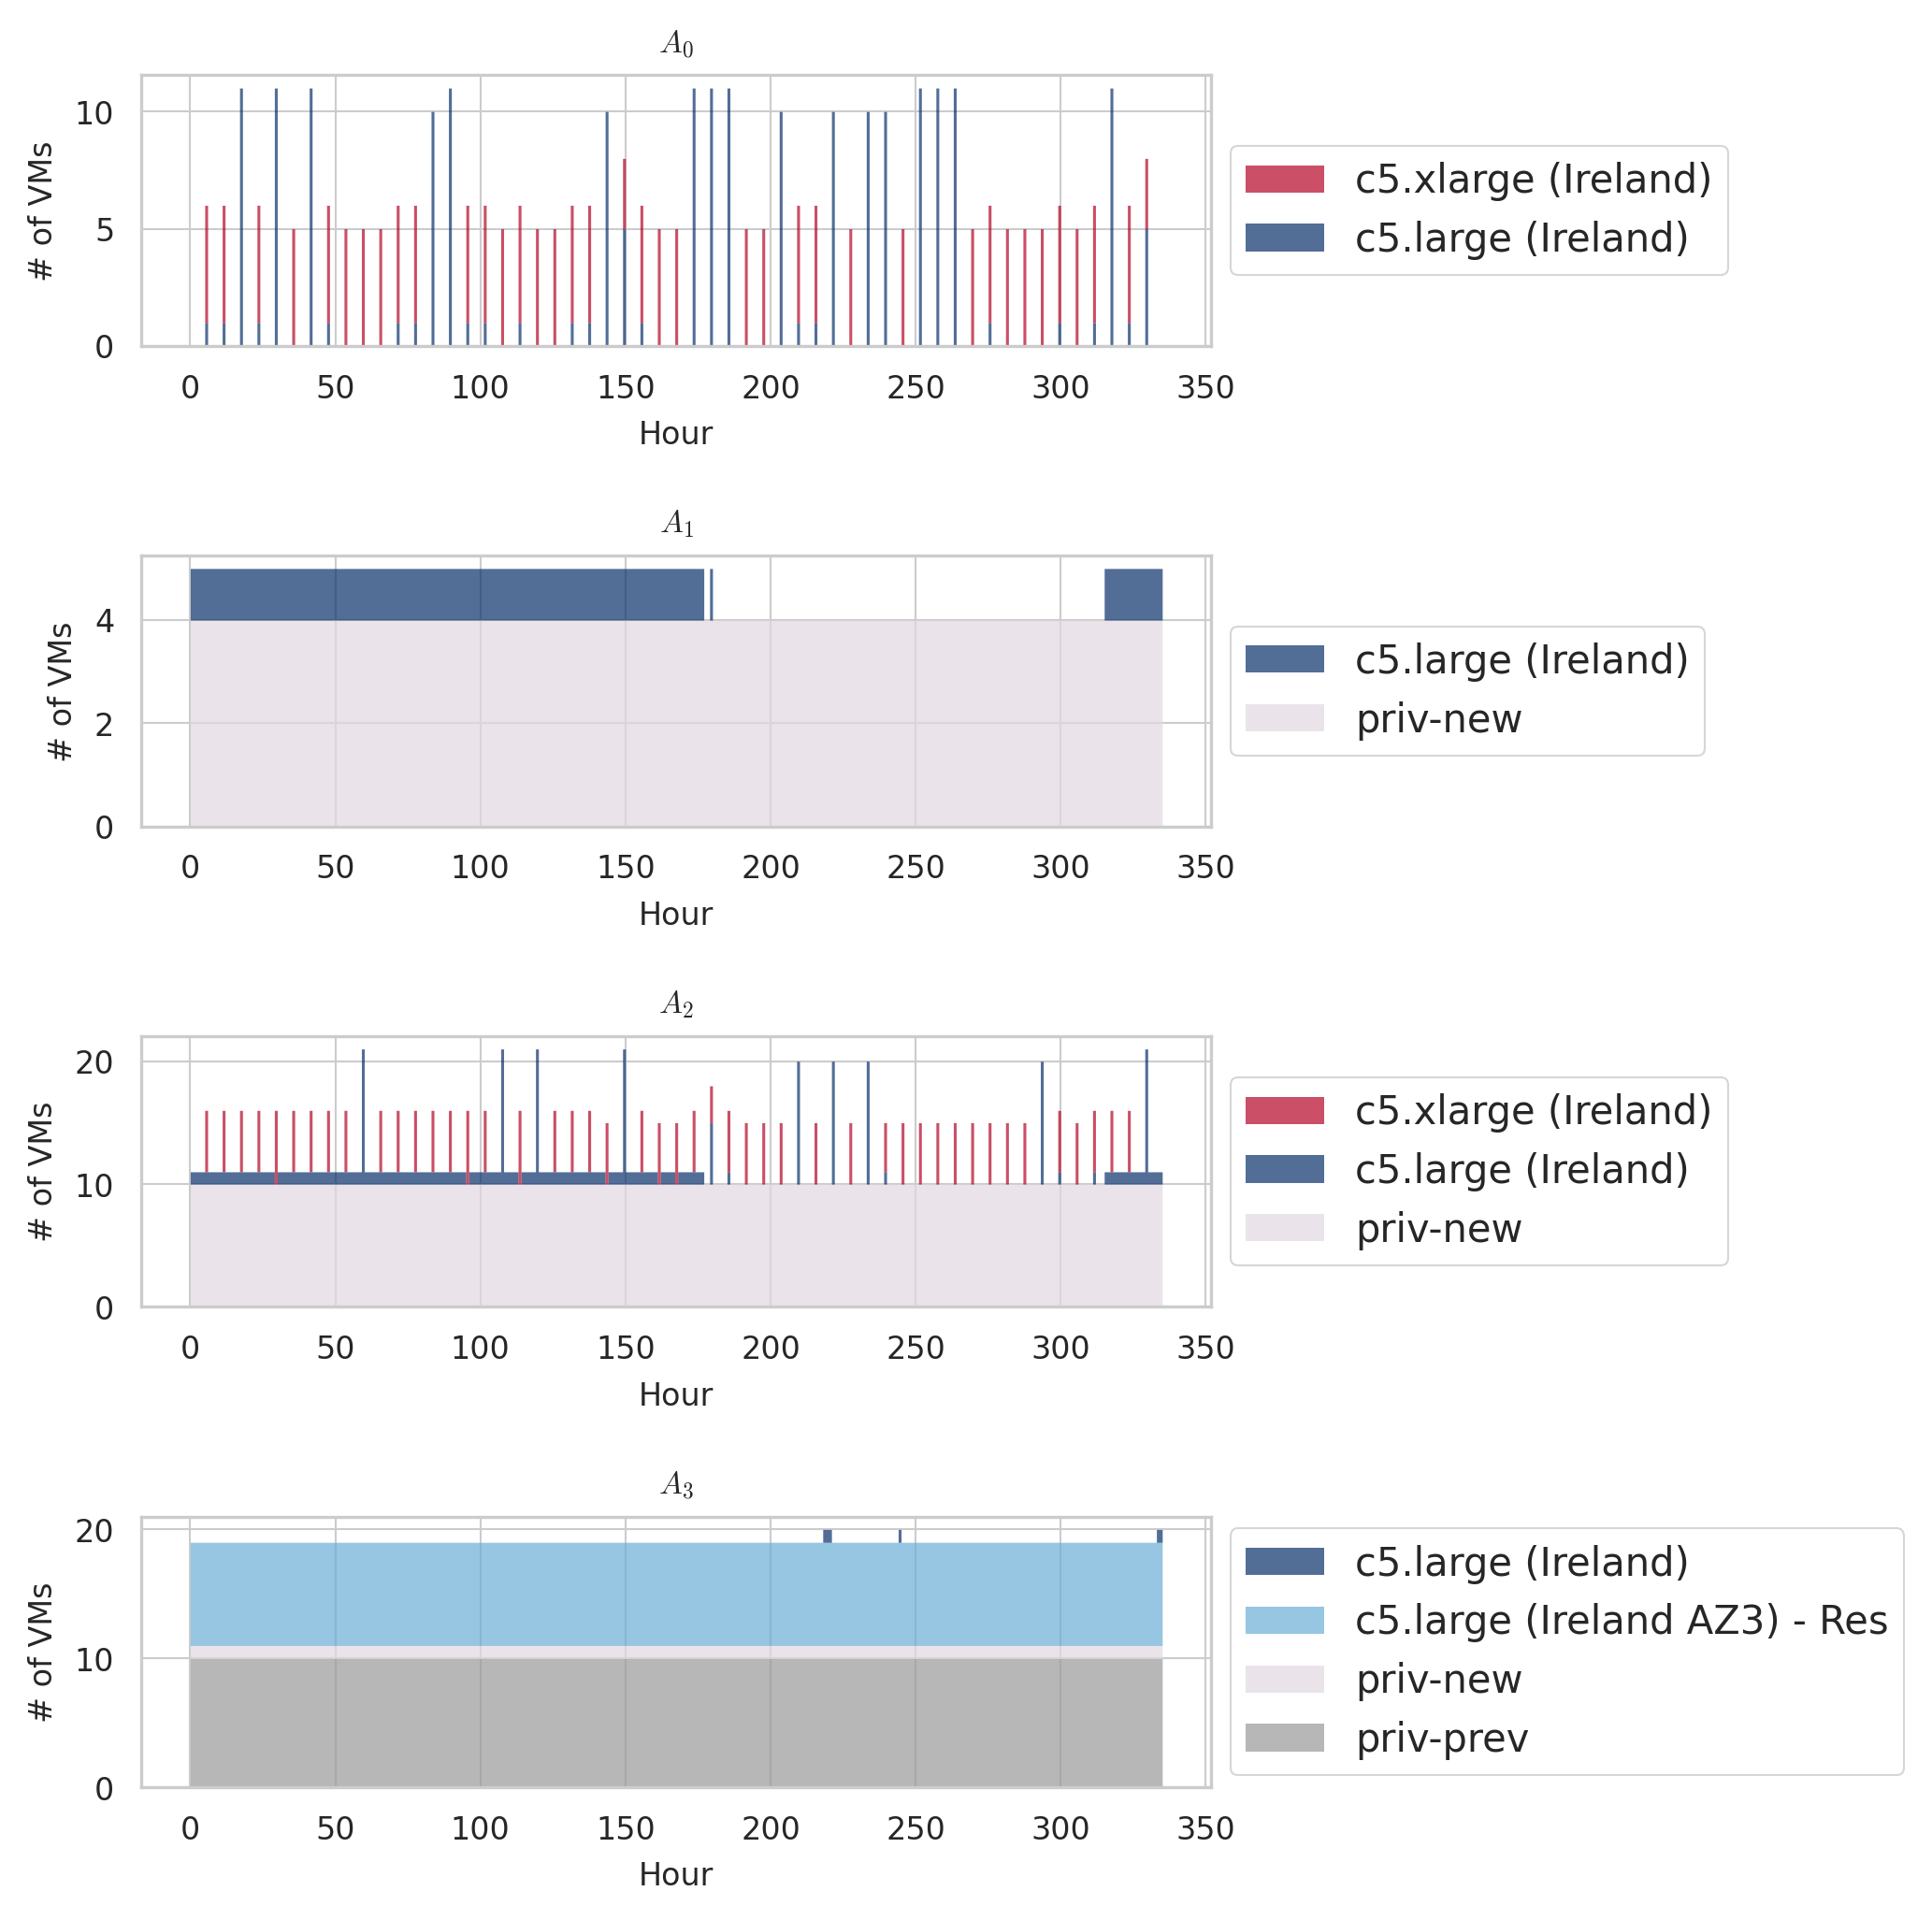 A₀
10
5
0
# of VMs
0 50 100 150 200 250 300 350
Hour
c5.xlarge (Ireland)
c5.large (Ireland)
A₁
4
2
0
# of VMs
0 50 100 150 200 250 300 350
Hour
c5.large (Ireland)
priv-new
A₂
20
10
0
# of VMs
0 50 100 150 200 250 300 350
Hour
c5.xlarge (Ireland)
c5.large (Ireland)
priv-new
A₃
20
10
0
# of VMs
0 50 100 150 200 250 300 350
Hour
c5.large (Ireland)
c5.large (Ireland AZ3) - Res
priv-new
priv-prev